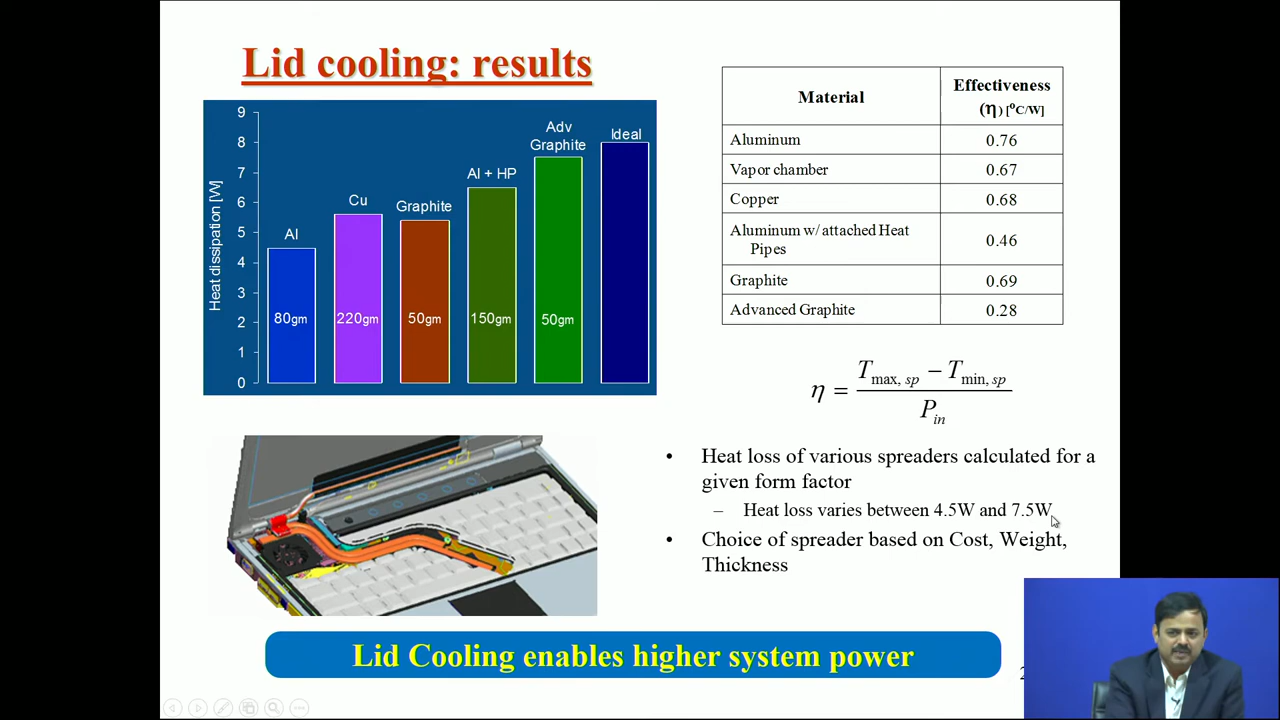 Lid cooling: results
9
8
7
6
5
4
3
2
1
0
Heat dissipation [W]
Al
Cu
Graphite
Al + HP
Adv
Graphite
Ideal
80gm
220gm
50gm
150gm
50gm
Material
Effectiveness
(η) [°C/W]
Aluminum 0.76
Vapor chamber 0.67
Copper 0.68
Aluminum w/ attached Heat
Pipes 0.46
Graphite 0.69
Advanced Graphite 0.28
η = (T max, sp − T min, sp) / P in
• Heat loss of various spreaders calculated for a
given form factor
– Heat loss varies between 4.5W and 7.5W
• Choice of spreader based on Cost, Weight,
Thickness
Lid Cooling enables higher system power